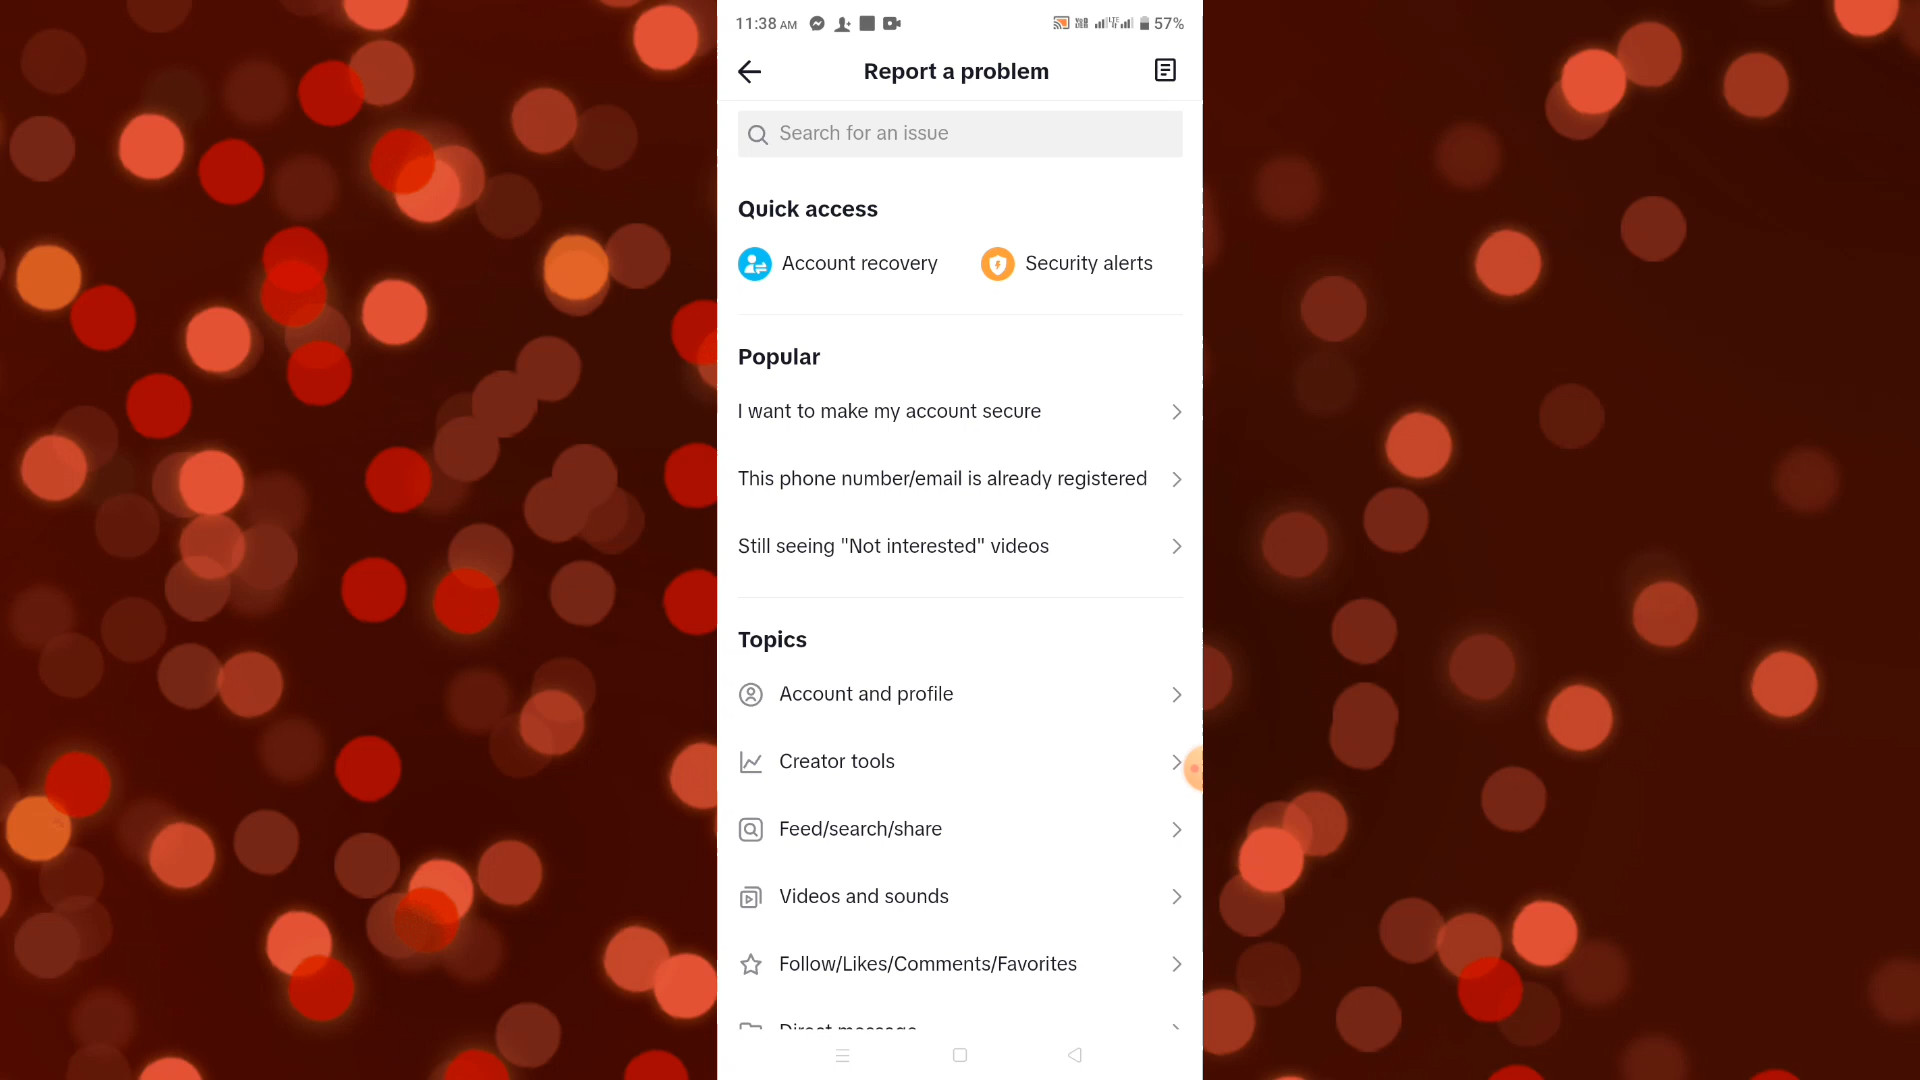 11:38 AM
57%
Report a problem
Search for an issue
Quick access
Account recovery
Security alerts
Popular
I want to make my account secure
This phone number/email is already registered
Still seeing "Not interested" videos
Topics
Account and profile
Creator tools
Feed/search/share
Videos and sounds
Follow/Likes/Comments/Favorites
Direct message